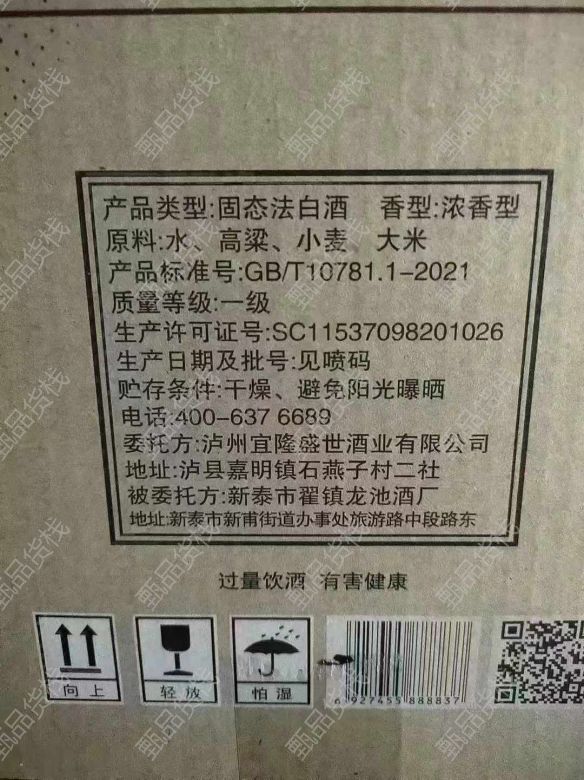 产品类型:固态法白酒 香型:浓香型
原料:水、高粱、小麦、大米
产品标准号:GB/T10781.1-2021
质量等级:一级
生产许可证号:SC11537098201026
生产日期及批号:见喷码
贮存条件:干燥、避免阳光曝晒
电话:400-637 6689
委托方:泸州宜隆盛世酒业有限公司
地址:泸县嘉明镇石燕子村二社
被委托方:新泰市翟镇龙池酒厂
地址:新泰市新甫街道办事处旅游路中段路东
过量饮酒 有害健康
向上 轻放 怕湿
6 927455 888837
甄品货栈